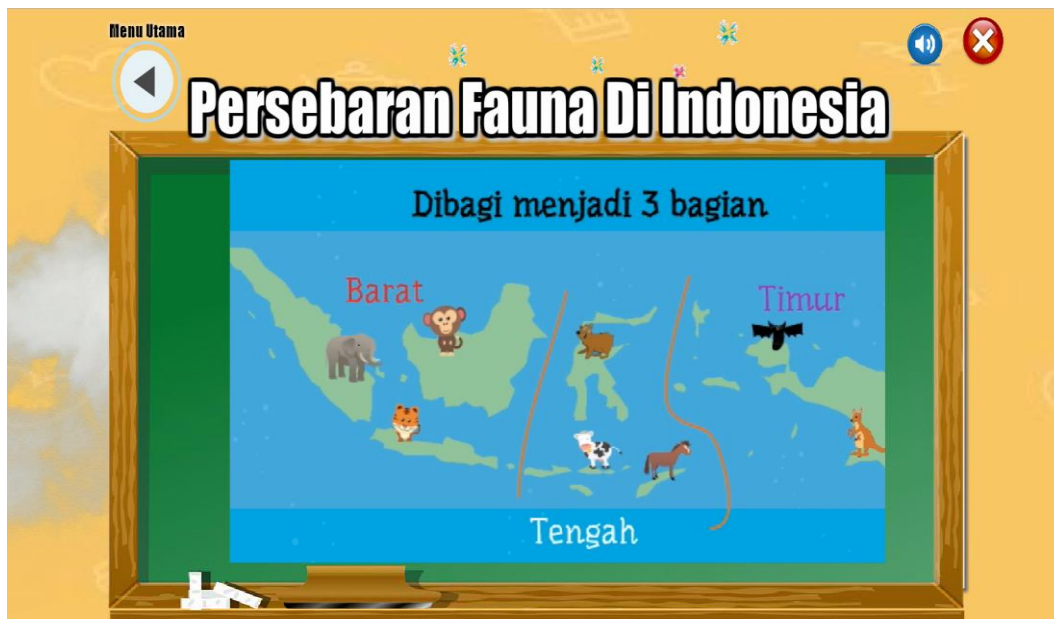 Menu Utama
Persebaran Fauna Di Indonesia
Dibagi menjadi 3 bagian
Barat
Timur
Tengah